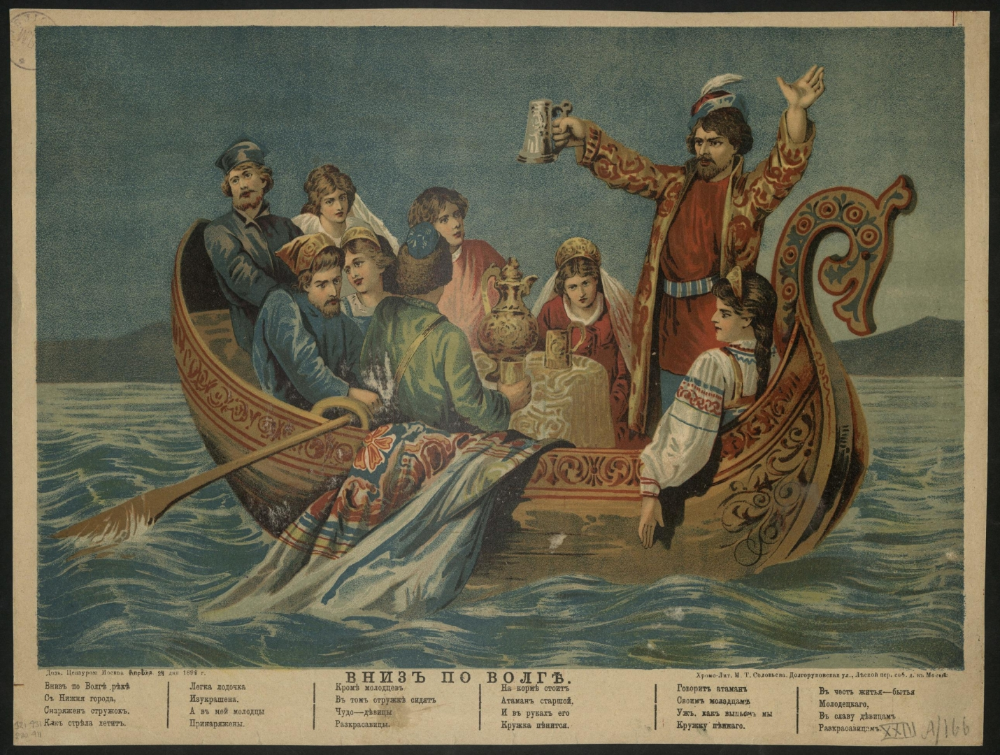 Дозв. Цензурою Москва Апрѣля 24 дня 189 г.
ВНИЗЪ ПО ВОЛГѢ.
Хромо-Лит. М. Т. Соловьева. Долгоруковская ул., Лѣсной пер. соб. д. въ Москвѣ
Внизъ по Волгѣ рѣкѣ
Съ Нижня города,
Снаряженъ стружокъ.
Какъ стрѣла летитъ.
Легка лодочка
Изукрашена.
А въ ней молодцы
Принаряжены.
Кромѣ молодцевъ
Въ томъ стружкѣ сидятъ
Чудо—дѣвицы
Разкрасавицы.
На кормѣ стоитъ
Атаманъ старшой,
И въ рукахъ его
Кружка пѣнится.
Говоритъ атаманъ
Своимъ молодцамъ
Ужъ, какъ выпьемъ мы
Кружку пѣннаго.
Въ честь житья—бытья
Молодецкаго,
Въ славу дѣвицамъ
Разкрасавицамъ.
XXIII A/166